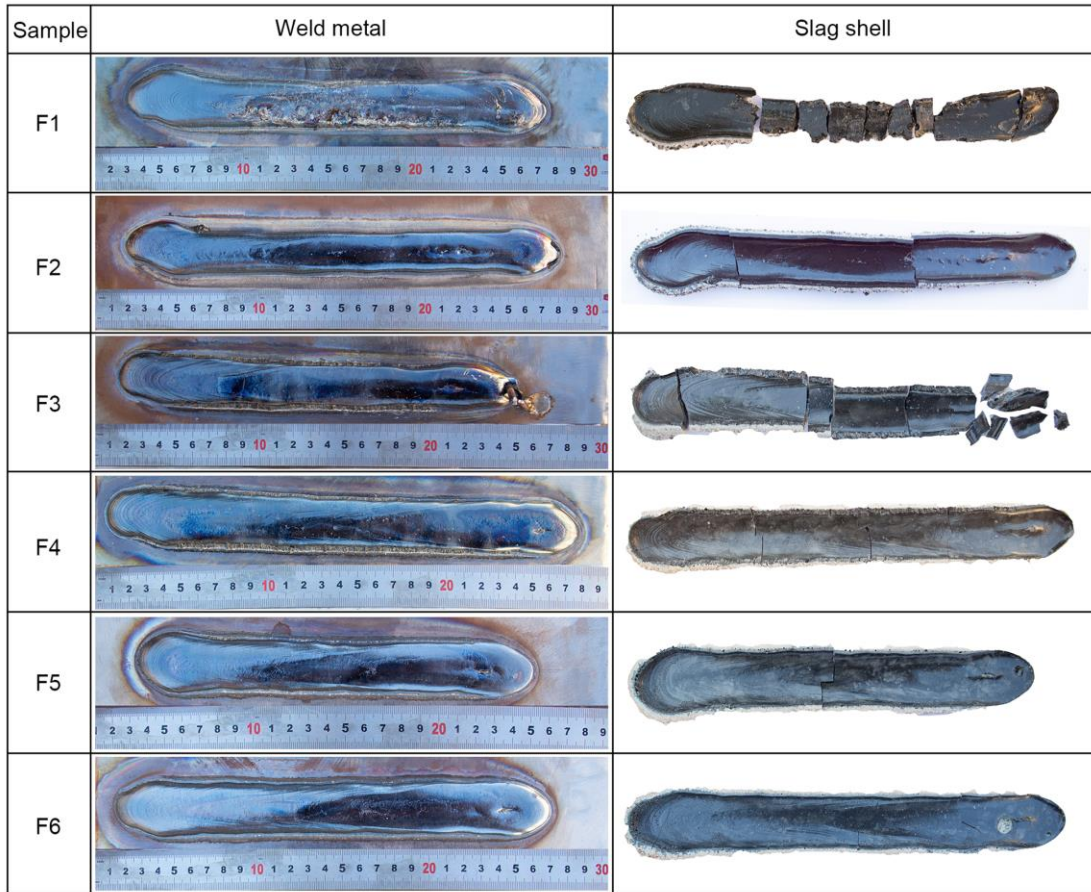 Sample Weld metal Slag shell
F1
2 3 4 5 6 7 8 9 10 1 2 3 4 5 6 7 8 9 20 1 2 3 4 5 6 7 8 9 30
F2
1 2 3 4 5 6 7 8 9 10 1 2 3 4 5 6 7 8 9 20 1 2 3 4 5 6 7 8 9 30
F3
1 2 3 4 5 6 7 8 9 10 1 2 3 4 5 6 7 8 9 20 1 2 3 4 5 6 7 8 9 30
F4
1 2 3 4 5 6 7 8 9 10 1 2 3 4 5 6 7 8 9 20 1 2 3 4 5 6 7 8
F5
1 2 3 4 5 6 7 8 9 10 1 2 3 4 5 6 7 8 9 20 1 2 3 4 5 6 7 8 9
F6
1 2 3 4 5 6 7 8 9 10 1 2 3 4 5 6 7 8 9 20 1 2 3 4 5 6 7 8 9 30